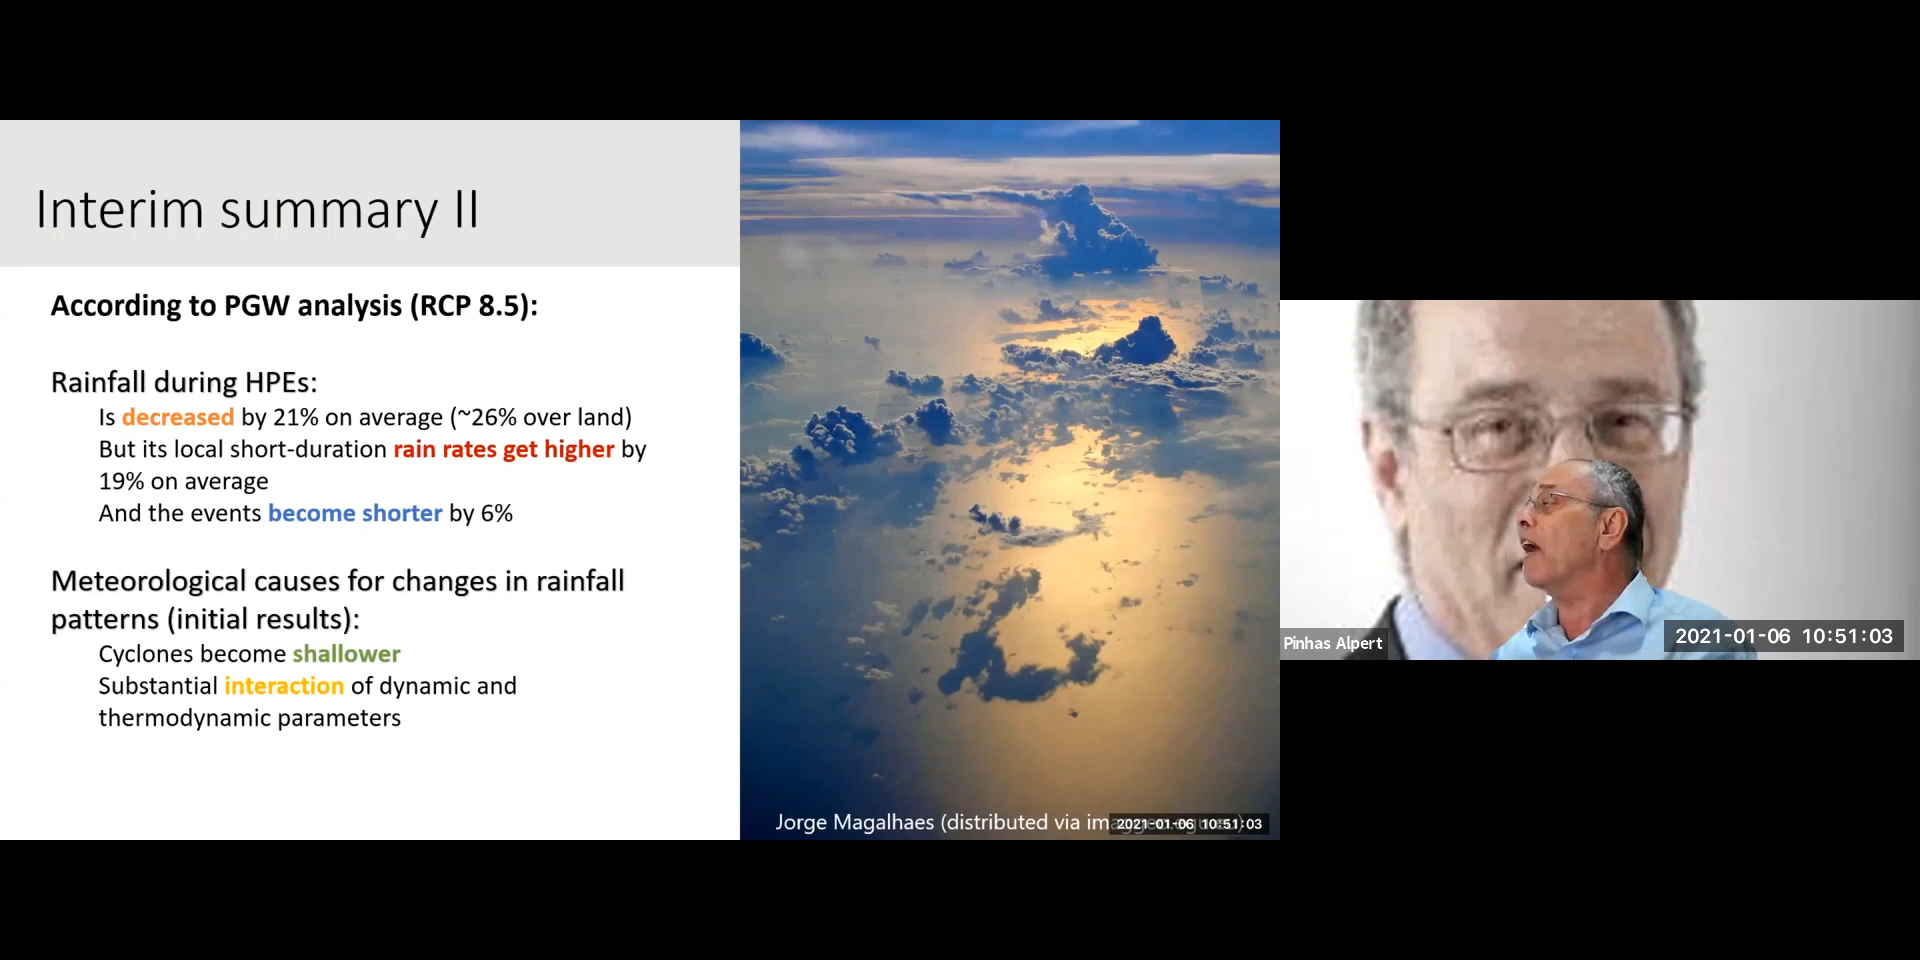 Interim summary II
According to PGW analysis (RCP 8.5):
Rainfall during HPEs:
Is decreased by 21% on average (~26% over land)
But its local short-duration rain rates get higher by
19% on average
And the events become shorter by 6%
Meteorological causes for changes in rainfall
patterns (initial results):
Cyclones become shallower
Substantial interaction of dynamic and
thermodynamic parameters
Jorge Magalhaes (distributed via
2021-01-06 10:51:03
Pinhas Alpert
2021-01-06 10:51:03